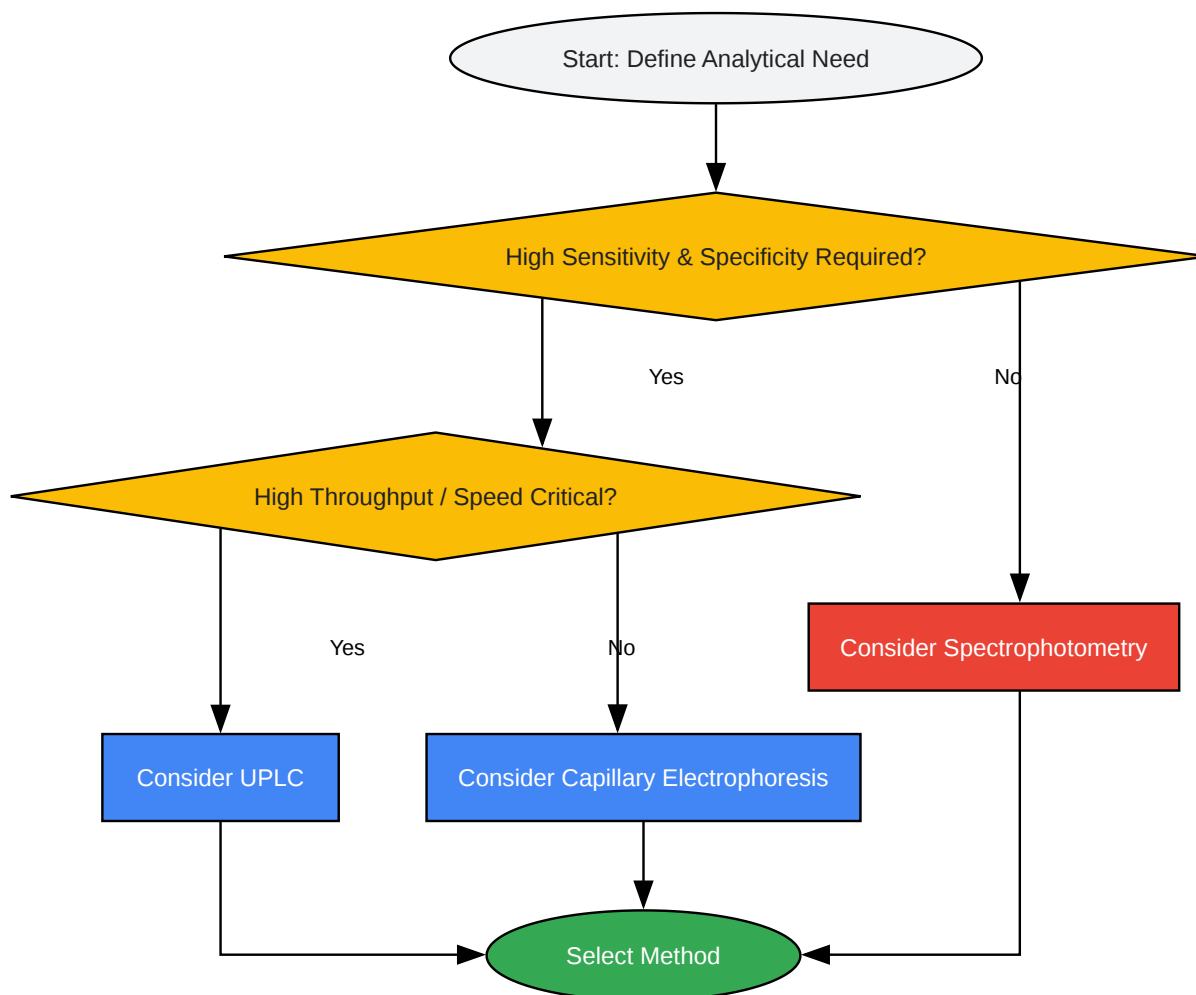 Start: Define Analytical Need
High Sensitivity & Specificity Required?
Yes
No
High Throughput / Speed Critical?
Yes
No
Consider Spectrophotometry
Consider UPLC
Consider Capillary Electrophoresis
Select Method